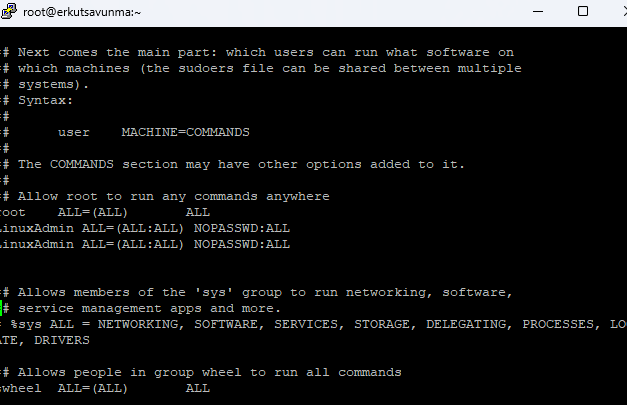 root@erkutsavunma:~
## Next comes the main part: which users can run what software on
## which machines (the sudoers file can be shared between multiple
## systems).
## Syntax:
##
##      user    MACHINE=COMMANDS
##
## The COMMANDS section may have other options added to it.
##
## Allow root to run any commands anywhere
root    ALL=(ALL)       ALL
LinuxAdmin ALL=(ALL:ALL) NOPASSWD:ALL
LinuxAdmin ALL=(ALL:ALL) NOPASSWD:ALL
## Allows members of the 'sys' group to run networking, software,
## service management apps and more.
# %sys ALL = NETWORKING, SOFTWARE, SERVICES, STORAGE, DELEGATING, PROCESSES, LO
ATE, DRIVERS
## Allows people in group wheel to run all commands
%wheel  ALL=(ALL)       ALL